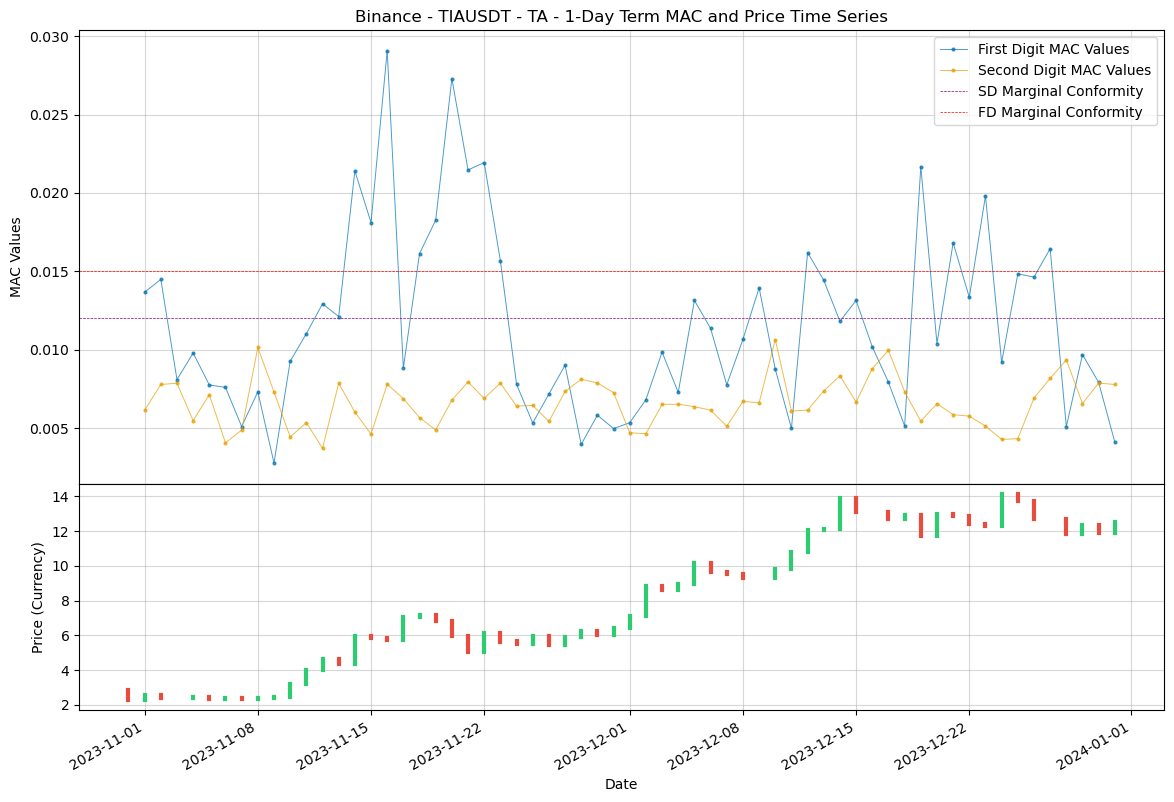 Binance - TIAUSDT - TA - 1-Day Term MAC and Price Time Series
First Digit MAC Values
Second Digit MAC Values
SD Marginal Conformity
FD Marginal Conformity
MAC Values
0.030
0.025
0.020
0.015
0.010
0.005
Price (Currency)
14
12
10
8
6
4
2
2023-11-01
2023-11-08
2023-11-15
2023-11-22
2023-12-01
2023-12-08
2023-12-15
2023-12-22
2024-01-01
Date